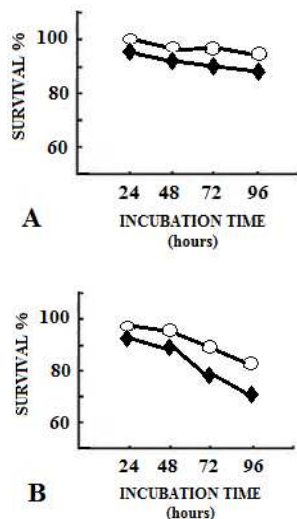 SURVIVAL %
100
80
60
24 48 72 96
A
INCUBATION TIME
(hours)
SURVIVAL %
100
80
60
24 48 72 96
B
INCUBATION TIME
(hours)